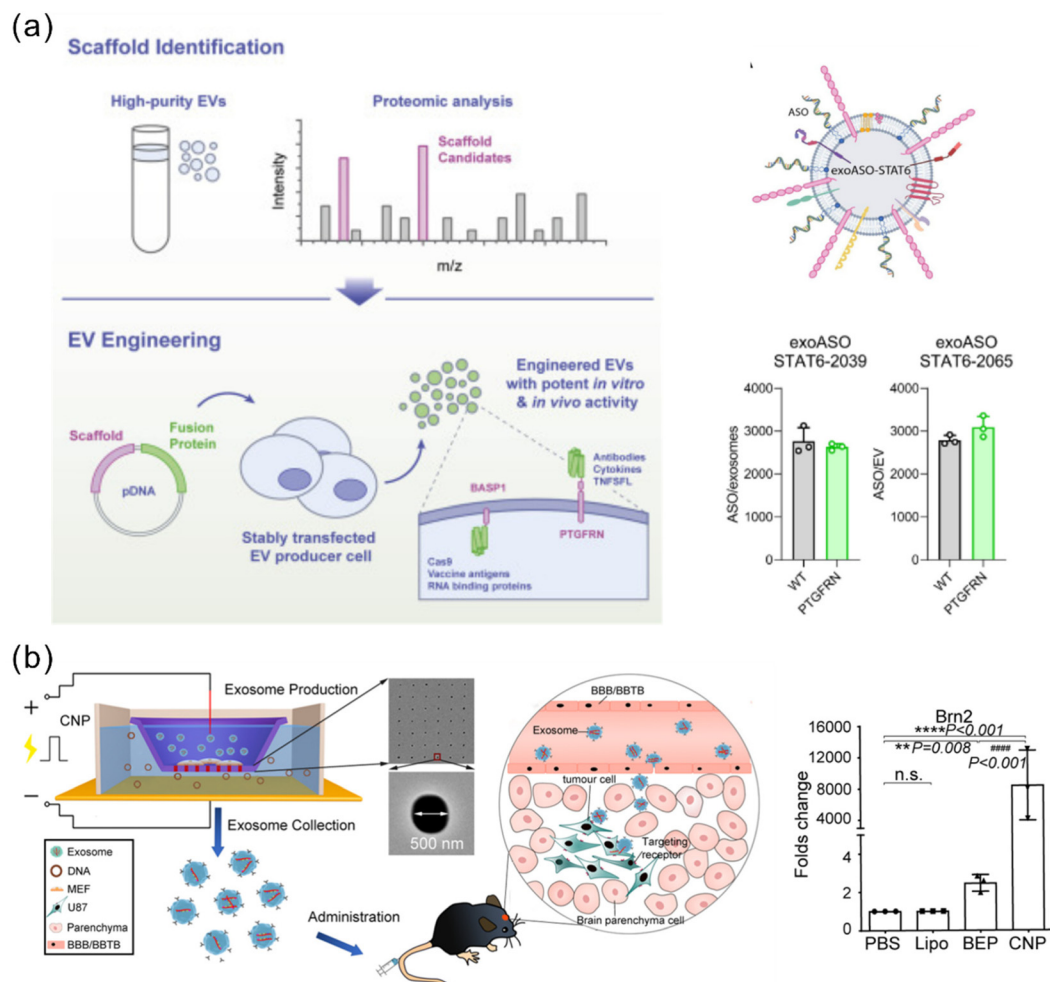 (a)
Scaffold Identification
High-purity EVs
Proteomic analysis
Scaffold
Candidates
Intensity
m/z
EV Engineering
Engineered EVs
with potent in vitro
& in vivo activity
Scaffold
Fusion
Protein
pDNA
Stably transfected
EV producer cell
Antibodies
Cytokines
TNFSFL
BASP1
PTGFRN
Cas9
Vaccine antigens
RNA binding proteins
ASO
exoASO-STAT6
exoASO
STAT6-2039
ASO/exosomes
4000
3000
2000
1000
0
WT
PTGFRN
exoASO
STAT6-2065
ASO/EV
4000
3000
2000
1000
0
WT
PTGFRN
(b)
+
CNP
−
Exosome Production
500 nm
Exosome Collection
Exosome
DNA
MEF
U87
Parenchyma
BBB/BBTB
Administration
BBB/BBTB
Exosome
tumour cell
Targeting
receptor
Brain parenchyma cell
Brn2
****P<0.001
**P=0.008
####
P<0.001
n.s.
Folds change
16000
12000
8000
4000
6
4
2
0
PBS
Lipo
BEP
CNP